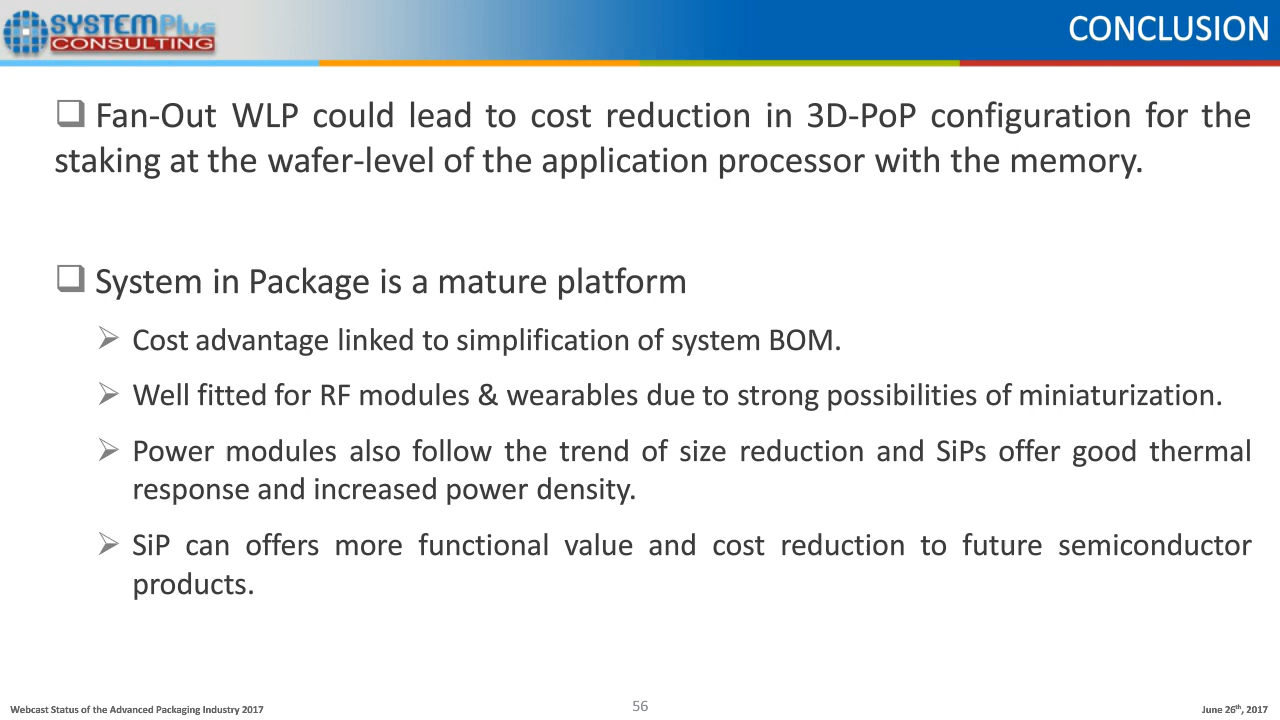 SYSTEMPlus
CONSULTING
CONCLUSION
Fan-Out WLP could lead to cost reduction in 3D-PoP configuration for the
staking at the wafer-level of the application processor with the memory.
System in Package is a mature platform
Cost advantage linked to simplification of system BOM.
Well fitted for RF modules & wearables due to strong possibilities of miniaturization.
Power modules also follow the trend of size reduction and SiPs offer good thermal
response and increased power density.
SiP can offers more functional value and cost reduction to future semiconductor
products.
Webcast Status of the Advanced Packaging Industry 2017
56
June 26th, 2017